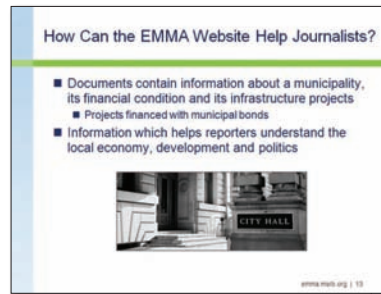 How Can the EMMA Website Help Journalists?
Documents contain information about a municipality,
its financial condition and its infrastructure projects
Projects financed with municipal bonds
Information which helps reporters understand the
local economy, development and politics
CITY HALL
emma.msrb.org | 13